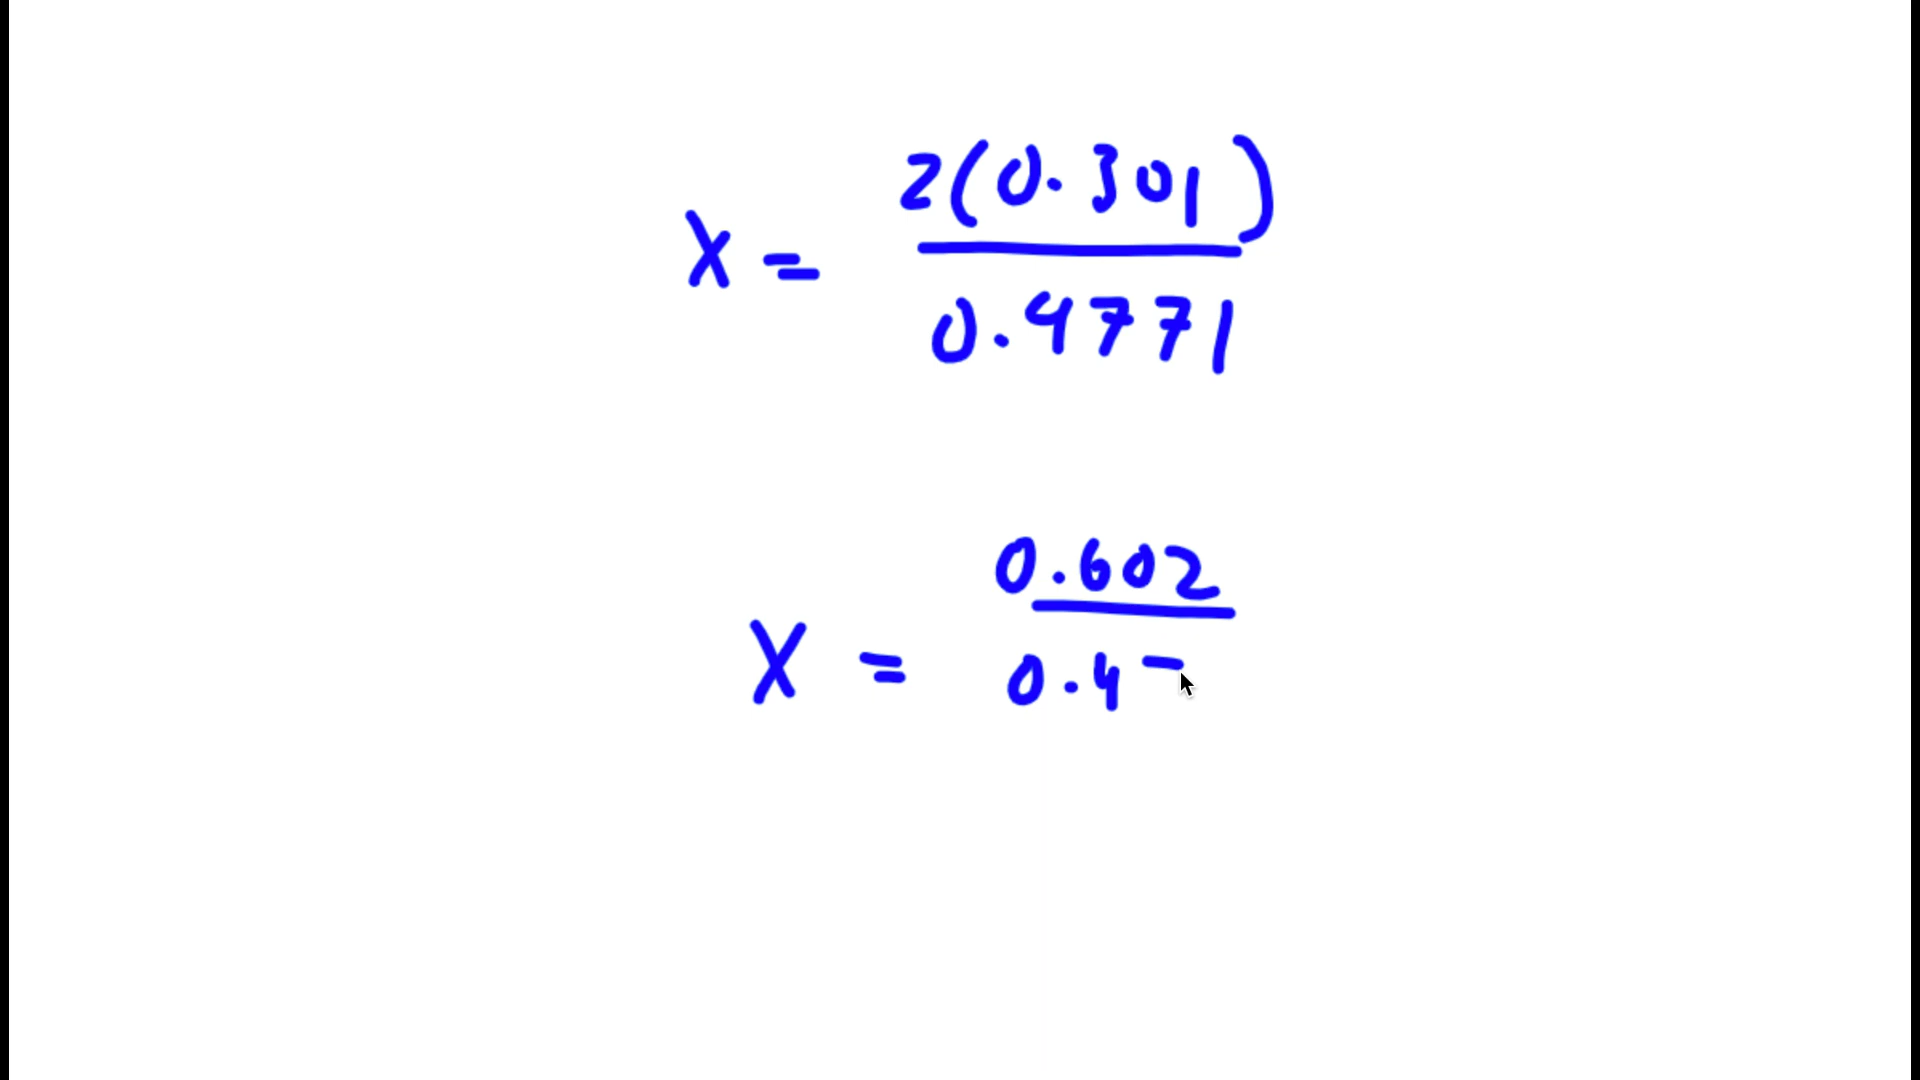 X = 2(0.301) / 0.4771
X = 0.602 / 0.4